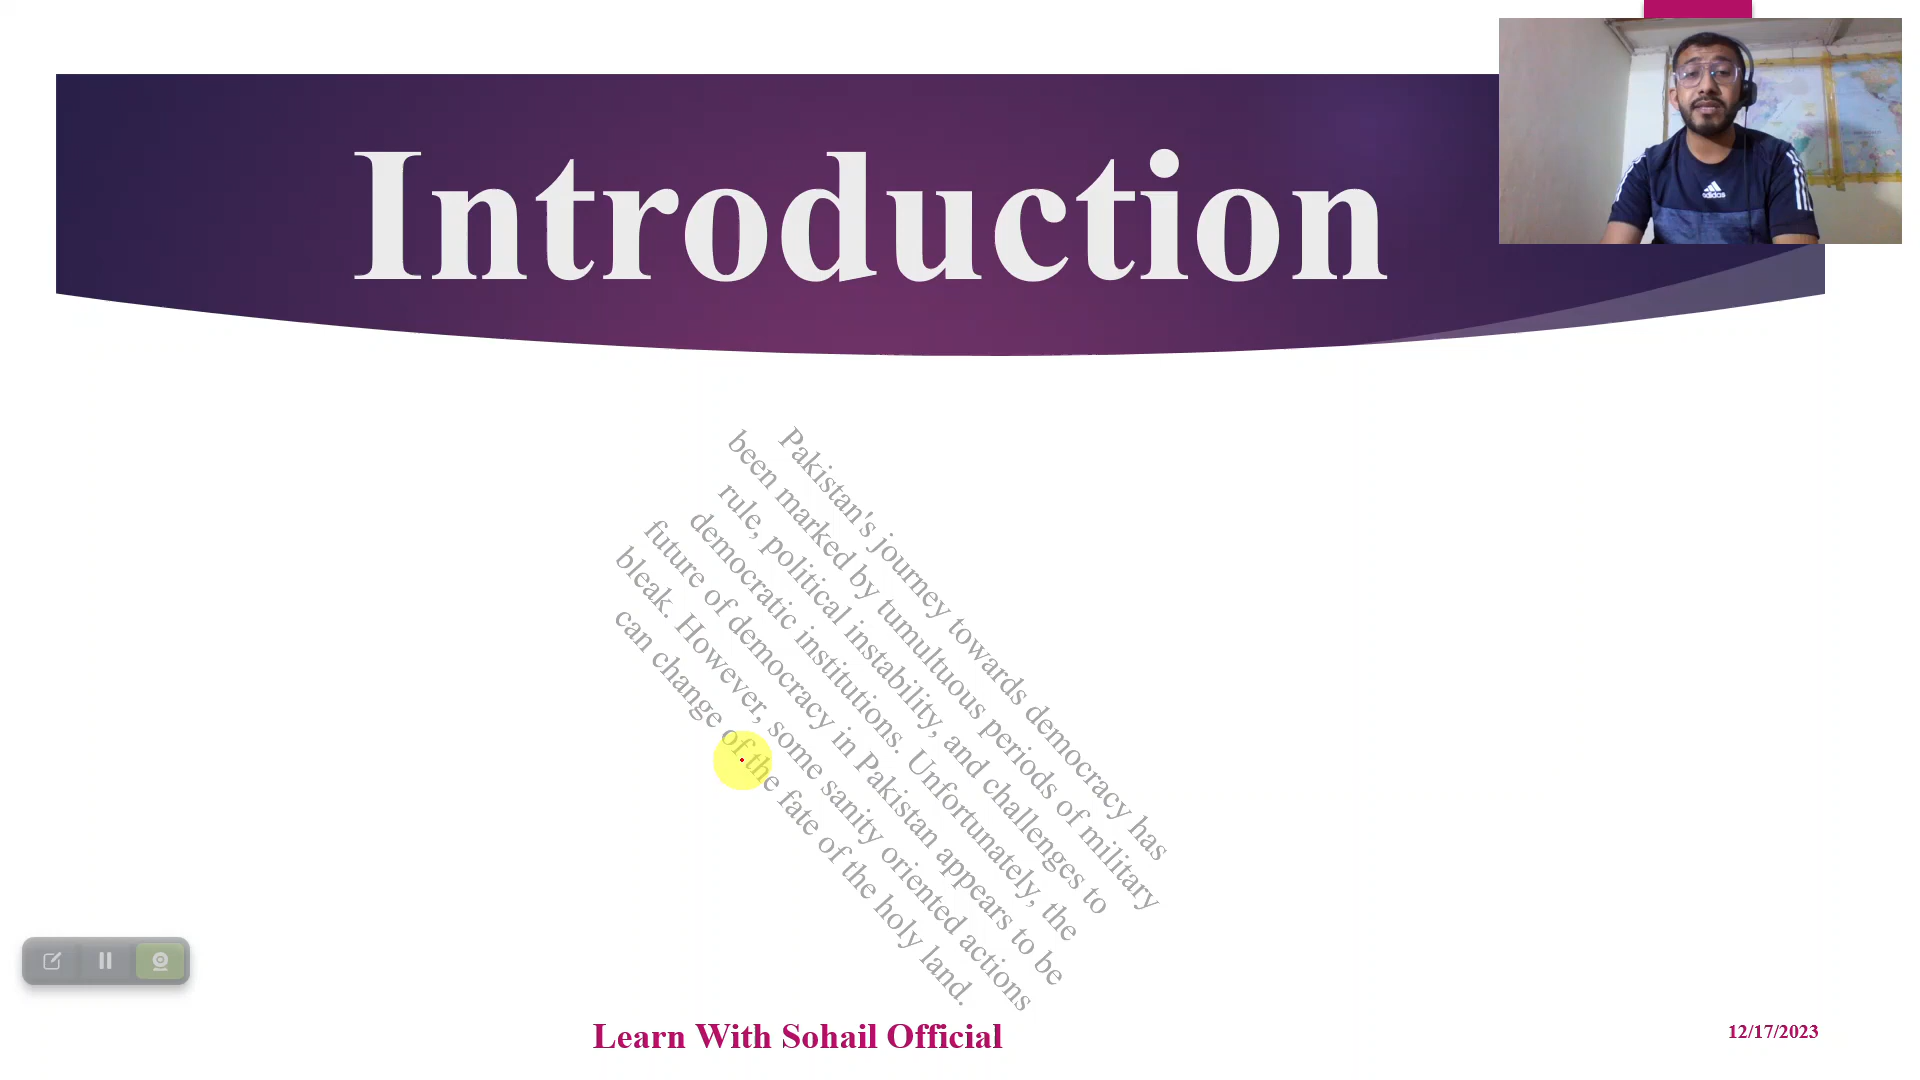 Introduction
adidas
Pakistan's journey towards democracy has
been marked by tumultuous periods of military
rule, political instability, and challenges to
democratic institutions. Unfortunately, the
future of democracy in Pakistan appears to be
bleak. However, some sanity oriented actions
can change of the fate of the holy land.
Learn With Sohail Official
12/17/2023